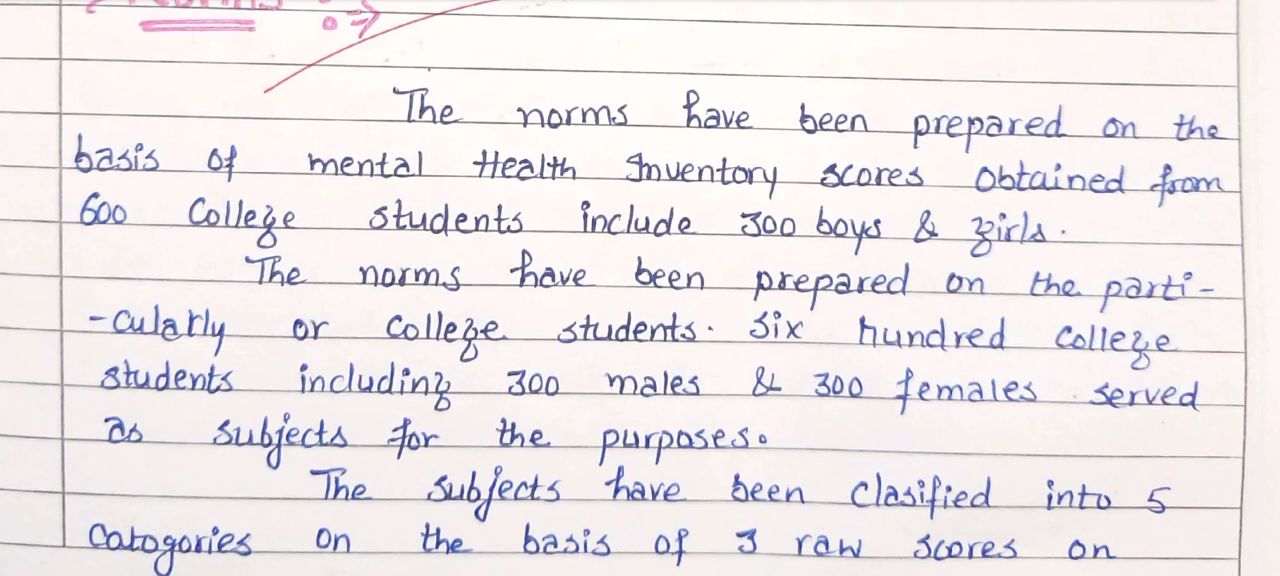 Norms :⇒
The norms have been prepared on the
basis of mental Health Inventory scores obtained from
600 College students include 300 boys & girls.
The norms have been prepared on the parti-
-cularly or college students. Six hundred college
students including 300 males & 300 females served
as subjects for the purposes.
The subjects have been clasified into 5
Catogories on the basis of 3 raw scores on